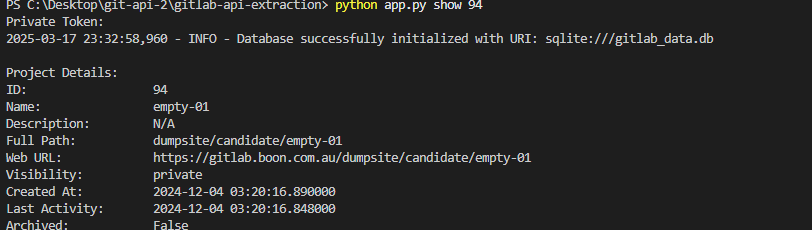 PS C:\Desktop\git-api-2\gitlab-api-extraction> python app.py show 94
Private Token:
2025-03-17 23:32:58,960 - INFO - Database successfully initialized with URI: sqlite:///gitlab_data.db
Project Details:
ID: 94
Name: empty-01
Description: N/A
Full Path: dumpsite/candidate/empty-01
Web URL: https://gitlab.boon.com.au/dumpsite/candidate/empty-01
Visibility: private
Created At: 2024-12-04 03:20:16.890000
Last Activity: 2024-12-04 03:20:16.848000
Archived: False